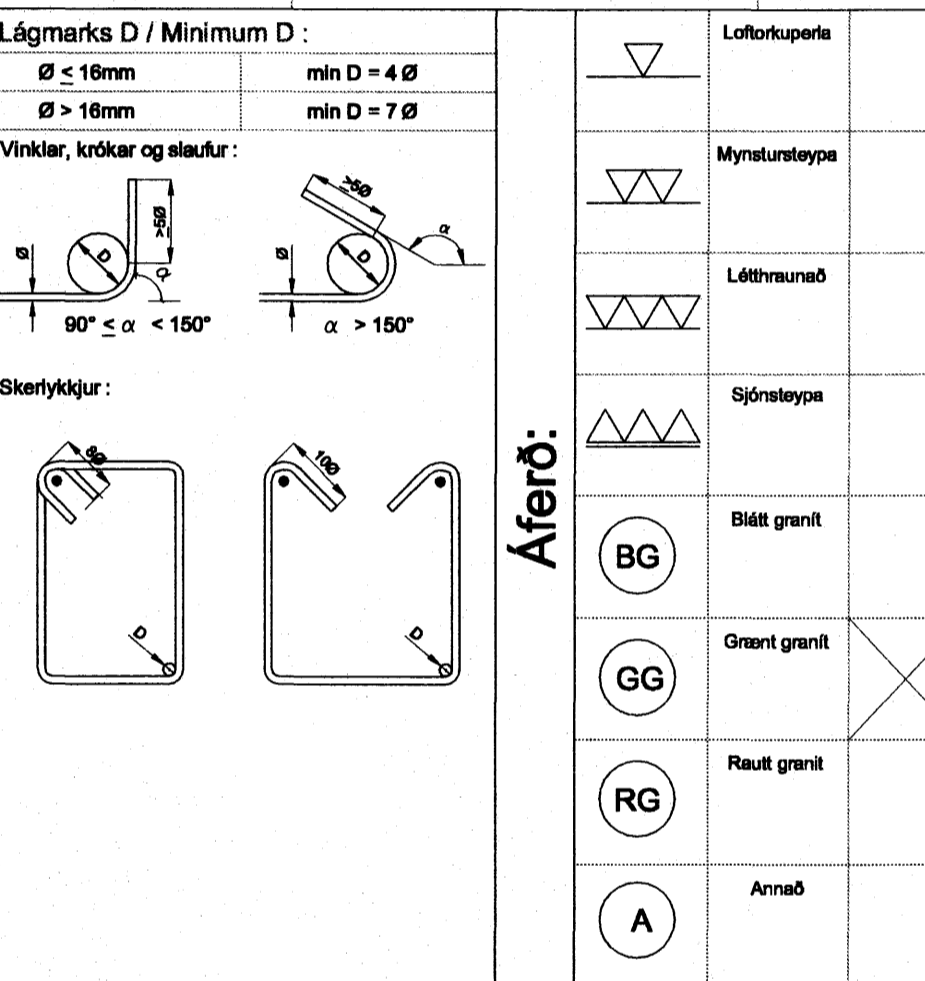 Lágmarks D / Minimum D :
Ø ≤ 16mm
min D = 4 Ø
Ø > 16mm
min D = 7 Ø
Vinklar, krókar og slaufur :
Ø
D
≥5Ø
α
90° ≤ α < 150°
Ø
D
≥5Ø
α
α > 150°
Skerlykkjur :
8Ø
D
10Ø
D
Áferð:
Loftorkuperla
Mynstursteypa
Létthraunað
Sjónsteypa
BG
Blátt granít
GG
Grænt granít
RG
Rautt granit
A
Annað